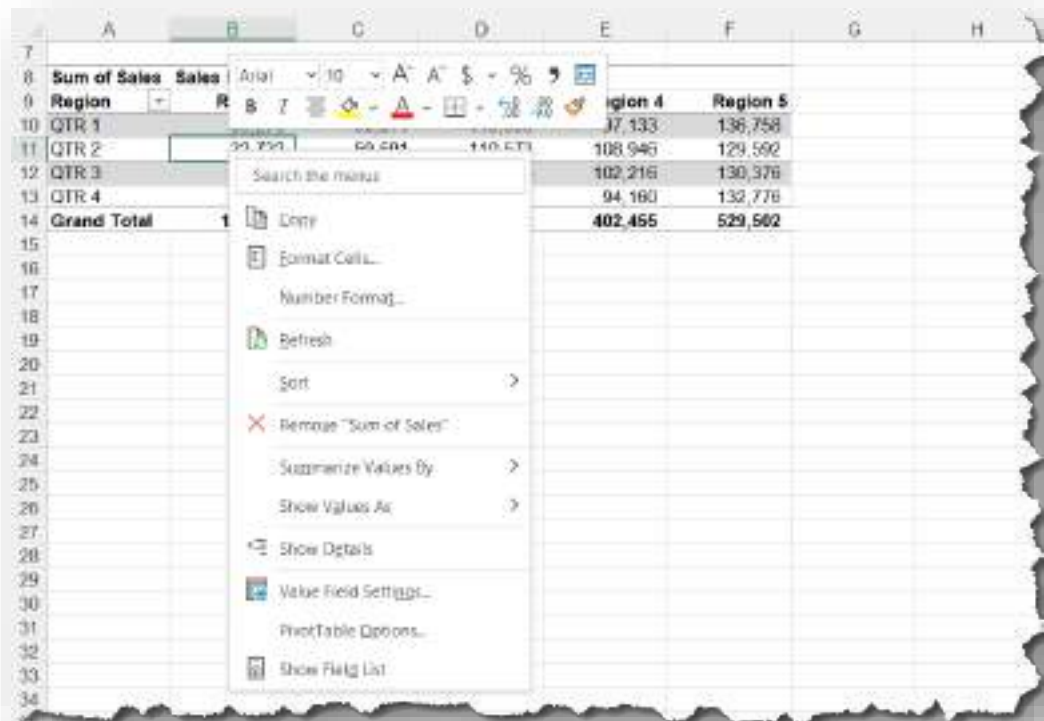 A B C D E F G H
7
8 Sum of Sales Sales Arial 10 A A $ % 9
9 Region B I A gion 4 Region 5
10 QTR 1 97,133 136,758
11 QTR 2 108,946 129,592
12 QTR 3 102,216 130,376
13 QTR 4 94,160 132,776
14 Grand Total 1 402,455 529,502
15
16
17
18
19
20
21
22
23
24
25
26
27
28
29
30
31
32
33
34
Search the menus
Copy
Format Cells...
Number Format...
Refresh
Sort
Remove "Sum of Sales"
Summarize Values By
Show Values As
Show Details
Value Field Settings...
PivotTable Options...
Show Field List